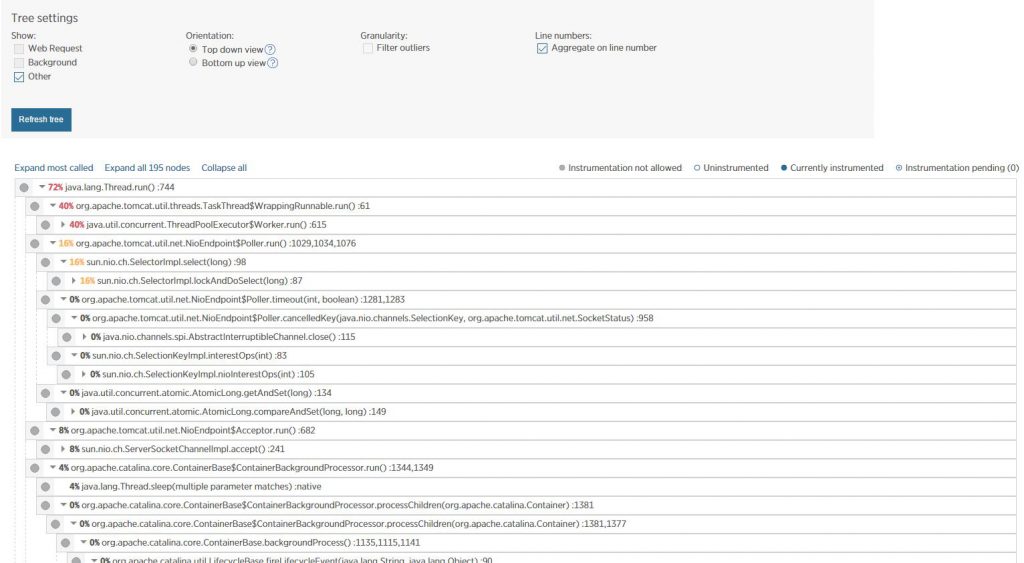 Tree settings
Show: Orientation: Granularity: Line numbers:
Web Request Top down view ? Filter outliers Aggregate on line number
Background Bottom up view ?
Other
Refresh tree
Expand most called Expand all 195 nodes Collapse all Instrumentation not allowed Uninstrumented Currently instrumented Instrumentation pending (0)
72% java.lang.Thread.run() :744
40% org.apache.tomcat.util.threads.TaskThread$WrappingRunnable.run() :61
40% java.util.concurrent.ThreadPoolExecutor$Worker.run() :615
16% org.apache.tomcat.util.net.NioEndpoint$Poller.run() :1029,1034,1076
16% sun.nio.ch.SelectorImpl.select(long) :98
16% sun.nio.ch.SelectorImpl.lockAndDoSelect(long) :87
0% org.apache.tomcat.util.net.NioEndpoint$Poller.timeout(int, boolean) :1281,1283
0% org.apache.tomcat.util.net.NioEndpoint$Poller.cancelledKey(java.nio.channels.SelectionKey, org.apache.tomcat.util.net.SocketStatus) :958
0% java.nio.channels.spi.AbstractInterruptibleChannel.close() :115
0% sun.nio.ch.SelectionKeyImpl.interestOps(int) :83
0% sun.nio.ch.SelectionKeyImpl.nioInterestOps(int) :105
0% java.util.concurrent.atomic.AtomicLong.getAndSet(long) :134
0% java.util.concurrent.atomic.AtomicLong.compareAndSet(long, long) :149
8% org.apache.tomcat.util.net.NioEndpoint$Acceptor.run() :682
8% sun.nio.ch.ServerSocketChannelImpl.accept() :241
4% org.apache.catalina.core.ContainerBase$ContainerBackgroundProcessor.run() :1344,1349
4% java.lang.Thread.sleep(multiple parameter matches) :native
0% org.apache.catalina.core.ContainerBase$ContainerBackgroundProcessor.processChildren(org.apache.catalina.Container) :1381
0% org.apache.catalina.core.ContainerBase$ContainerBackgroundProcessor.processChildren(org.apache.catalina.Container) :1381,1377
0% org.apache.catalina.core.ContainerBase.backgroundProcess() :1135,1115,1141
0% org.apache.catalina.util.LifecycleBase.fireLifecycleEvent(java.lang.String, java.lang.Object) :90